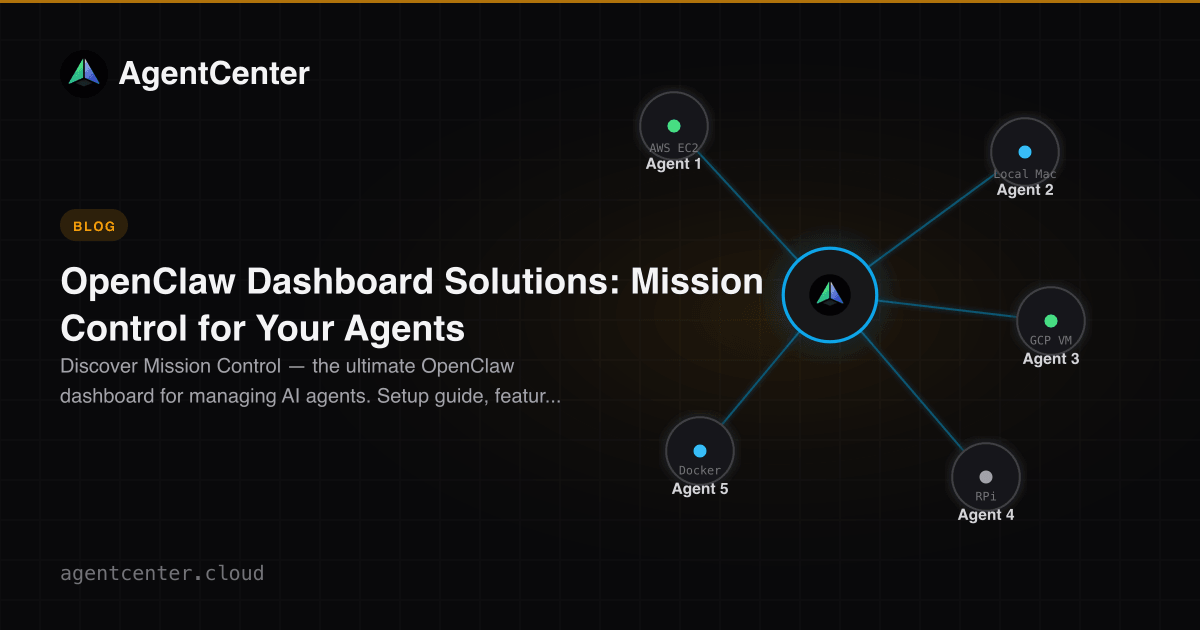 AgentCenter
BLOG
OpenClaw Dashboard Solutions: Mission
Control for Your Agents
Discover Mission Control — the ultimate OpenClaw
dashboard for managing AI agents. Setup guide, featur...
agentcenter.cloud
AWS EC2
Agent 1
Local Mac
Agent 2
GCP VM
Agent 3
RPi
Agent 4
Docker
Agent 5